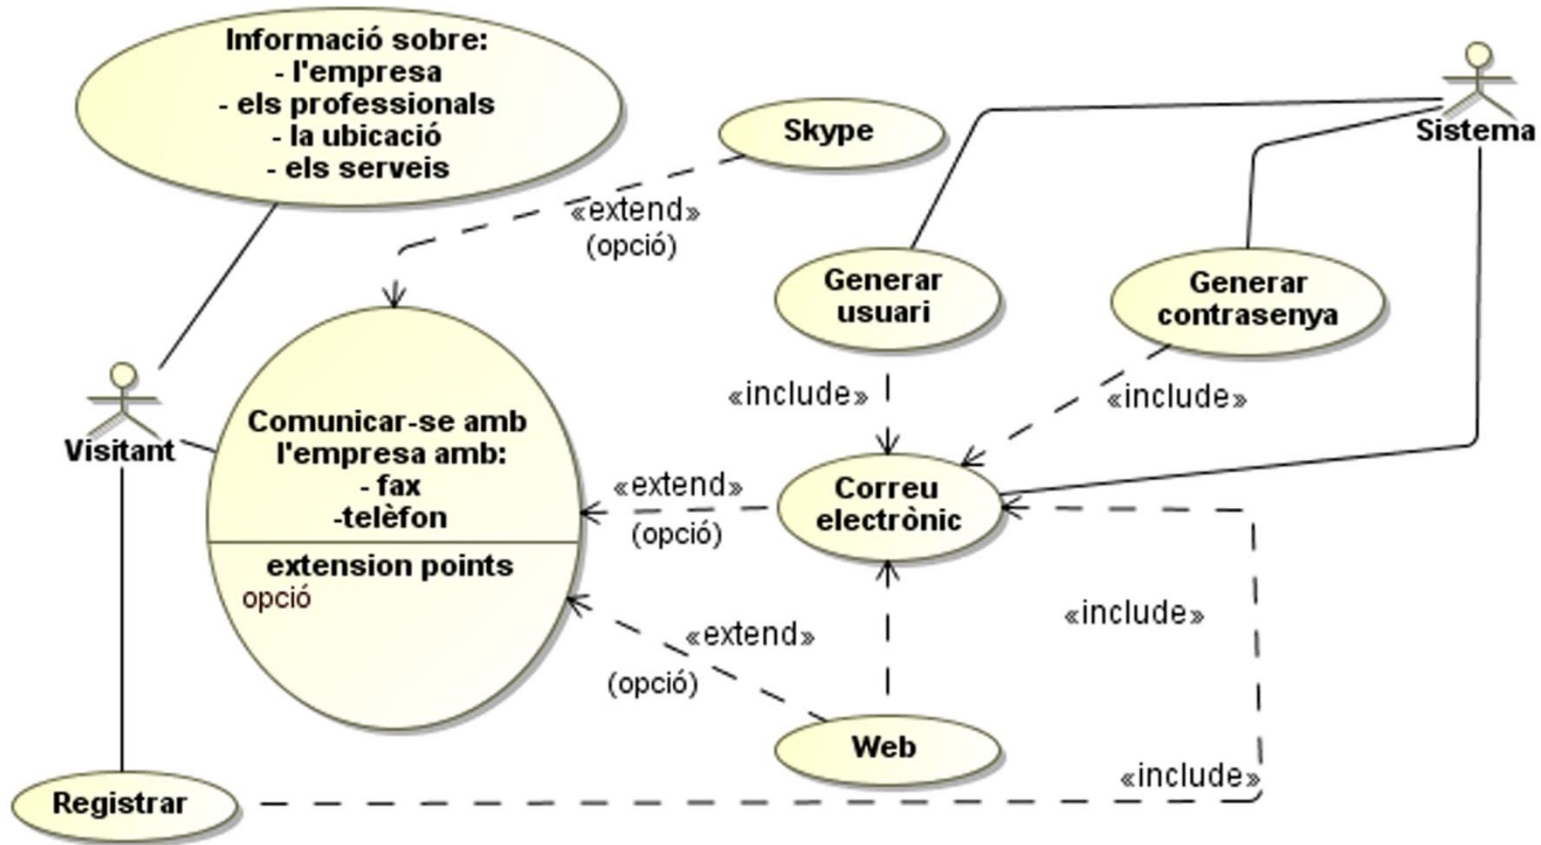 Informació sobre:
- l'empresa
- els professionals
- la ubicació
- els serveis
Skype
Sistema
«extend»
(opció)
Generar
usuari
Generar
contrasenya
«include»
«include»
Visitant
Comunicar-se amb
l'empresa amb:
- fax
-telèfon
extension points
opció
«extend»
(opció)
Correu
electrònic
«include»
«extend»
(opció)
Web
«include»
Registrar